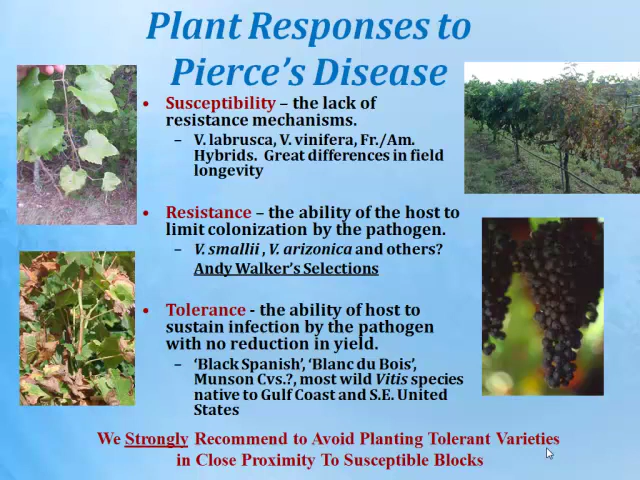 Plant Responses to
Pierce's Disease
• Susceptibility – the lack of
resistance mechanisms.
– V. labrusca, V. vinifera, Fr./Am.
Hybrids. Great differences in field
longevity
• Resistance – the ability of the host to
limit colonization by the pathogen.
– V. smallii , V. arizonica and others?
Andy Walker's Selections
• Tolerance - the ability of host to
sustain infection by the pathogen
with no reduction in yield.
– 'Black Spanish', 'Blanc du Bois',
Munson Cvs.?, most wild Vitis species
native to Gulf Coast and S.E. United
States
We Strongly Recommend to Avoid Planting Tolerant Varieties
in Close Proximity To Susceptible Blocks